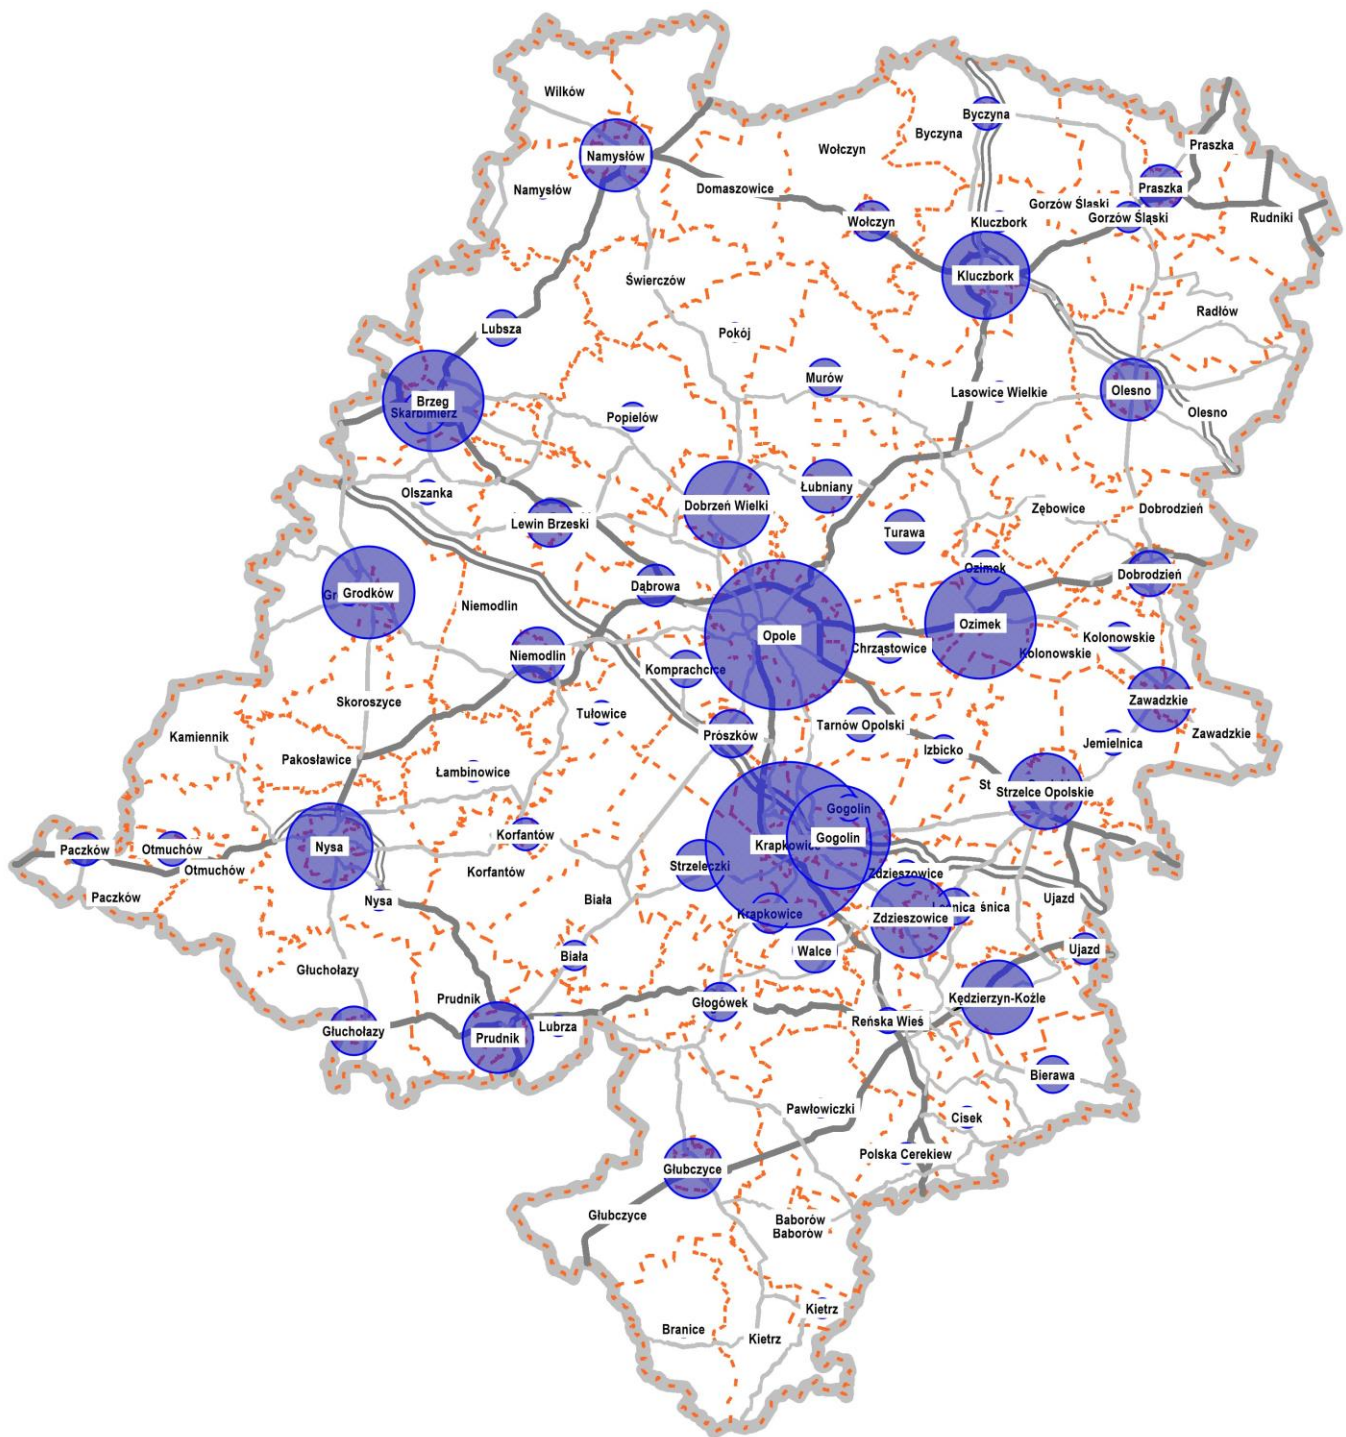 Wilków
Byczyna
Byczyna
Praszka
Wołczyn
Namysłów
Namysłów
Domaszowice
Praszka
Gorzów Śląski
Gorzów Śląski
Rudniki
Wołczyn
Kluczbork
Kluczbork
Świerczów
Radłów
Lubsza
Pokój
Murów
Lasowice Wielkie
Olesno
Olesno
Brzeg
Skarbimierz
Popielów
Olszanka
Łubniany
Dobrzeń Wielki
Lewin Brzeski
Zębowice
Dobrodzień
Turawa
Ozimek
Dobrodzień
Dąbrowa
Grodków
Niemodlin
Ozimek
Opole
Kolonowskie
Chrząstowice
Kolonowskie
Niemodlin
Komprachcice
Skoroszyce
Zawadzkie
Tułowice
Prószków
Tarnów Opolski
Kamiennik
Zawadzkie
Izbicko
Jemielnica
Pakosławice
Łambinowice
St
Strzelce Opolskie
Gogolin
Gogolin
Korfantów
Krapkowice
Nysa
Paczków
Otmuchów
Otmuchów
Korfantów
Strzeleczki
Zdzieszowice
Paczków
Nysa
Biała
Ujazd
Leśnica
Krapkowice
Zdzieszowice
Walce
Ujazd
Biała
Głuchołazy
Prudnik
Głogówek
Kędzierzyn-Koźle
Głuchołazy
Prudnik
Lubrza
Reńska Wieś
Bierawa
Pawłowiczki
Cisek
Polska Cerekiew
Głubczyce
Głubczyce
Baborów
Baborów
Kietrz
Branice
Kietrz